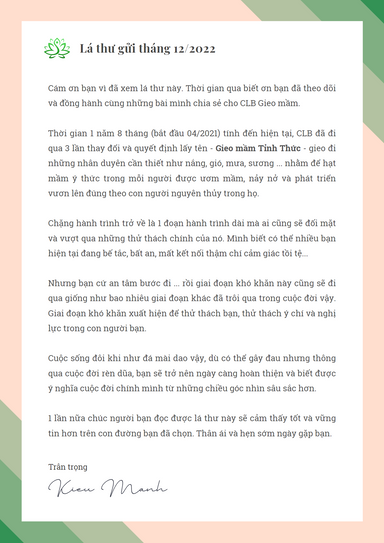 Lá thư gửi tháng 12/2022
Cám ơn bạn vì đã xem lá thư này. Thời gian qua biết ơn bạn đã theo dõi
và đồng hành cùng những bài mình chia sẻ cho CLB Gieo mầm.
Thời gian 1 năm 8 tháng (bắt đầu 04/2021) tính đến hiện tại, CLB đã đi
qua 3 lần thay đổi và quyết định lấy tên - Gieo mầm Tỉnh Thức - gieo đi
những nhân duyên cần thiết như nắng, gió, mưa, sương ... nhằm để hạt
mầm ý thức trong mỗi người được ươm mầm, nảy nở và phát triển
vươn lên đúng theo con người nguyên thủy trong họ.
Chặng hành trình trở về là 1 đoạn hành trình dài mà ai cũng sẽ đối mặt
và vượt qua những thử thách chính của nó. Mình biết có thể nhiều bạn
hiện tại đang bế tắc, bất an, mất kết nối thậm chí cảm giác tồi tệ...
Nhưng bạn cứ an tâm bước đi ... rồi giai đoạn khó khăn này cũng sẽ đi
qua giống như bao nhiêu giai đoạn khác đã trôi qua trong cuộc đời vậy.
Giai đoạn khó khăn xuất hiện để thử thách bạn, thử thách ý chí và nghị
lực trong con người bạn.
Cuộc sống đôi khi như đá mài dao vậy, dù có thể gây đau nhưng thông
qua cuộc đời rèn dũa, bạn sẽ trở nên ngày càng hoàn thiện và biết được
ý nghĩa cuộc đời chính mình từ những chiều góc nhìn sâu sắc hơn.
1 lần nữa chúc người bạn đọc được lá thư này sẽ cảm thấy tốt và vững
tin hơn trên con đường bạn đã chọn. Thân ái và hẹn sớm ngày gặp bạn.
Trân trọng
Kieu Manh